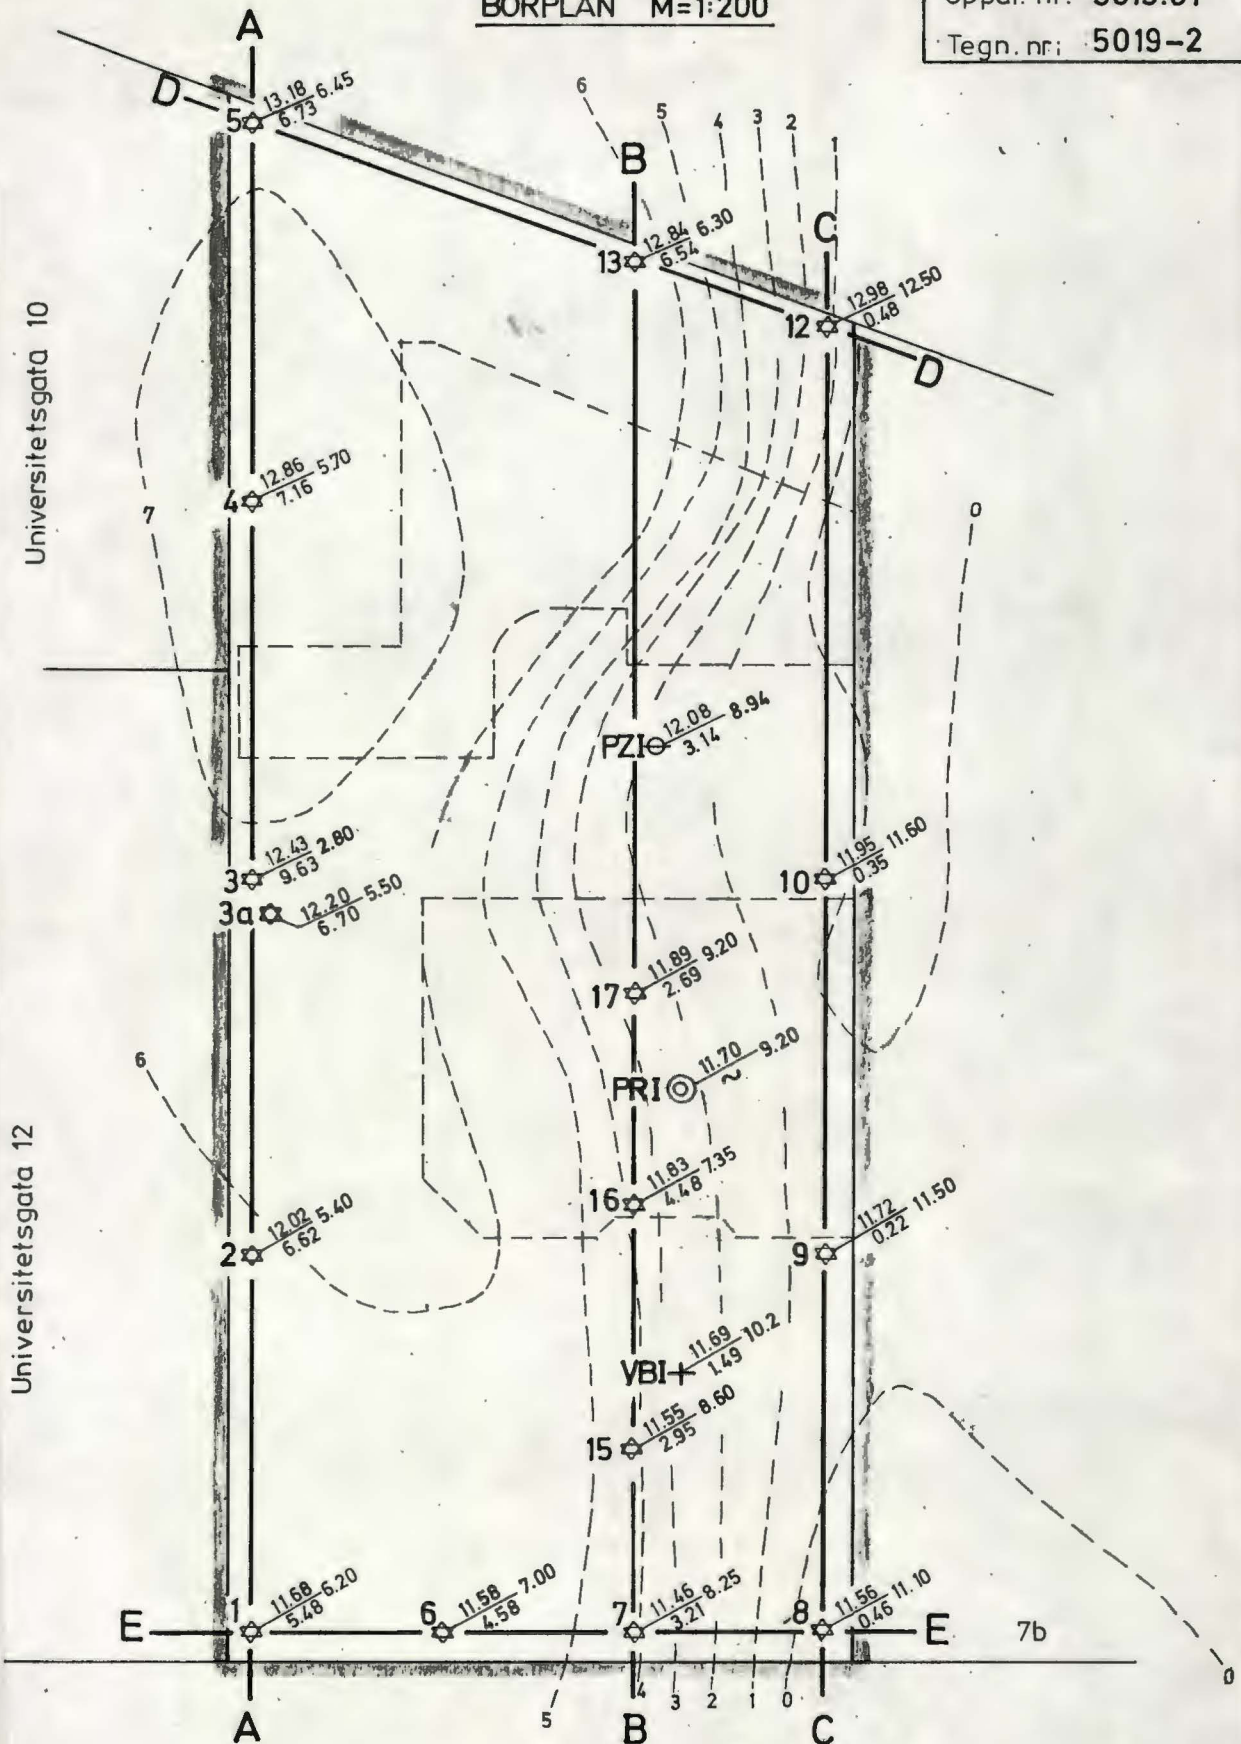 BORPLAN M=1:200
Tegn. nr: 5019-2
A
D
5 13.18 6.45
6.73
6 5 4 3 2 1
B
13 12.84 6.30
6.54
C
12 12.98 12.50
0.48
D
Universitetsgata 10
4 12.86 5.70
7.16
7
0
PZI 12.08 8.94
3.14
3 12.43 2.80
9.63
3a 12.20 5.50
6.70
10 11.95 11.60
0.35
17 11.89 9.20
2.69
6
PRI 11.70 9.20
~
Universitetsgata 12
16 11.83 7.35
4.48
2 12.02 5.40
6.62
9 11.72 11.50
0.22
VBI 11.69 10.2
1.49
15 11.55 8.60
2.95
E
1 11.68 6.20
5.48
6 11.58 7.00
4.58
7 11.46 8.25
3.21
8 11.56 11.10
0.46
E
7b
0
5 4 3 2 1 0
A B C